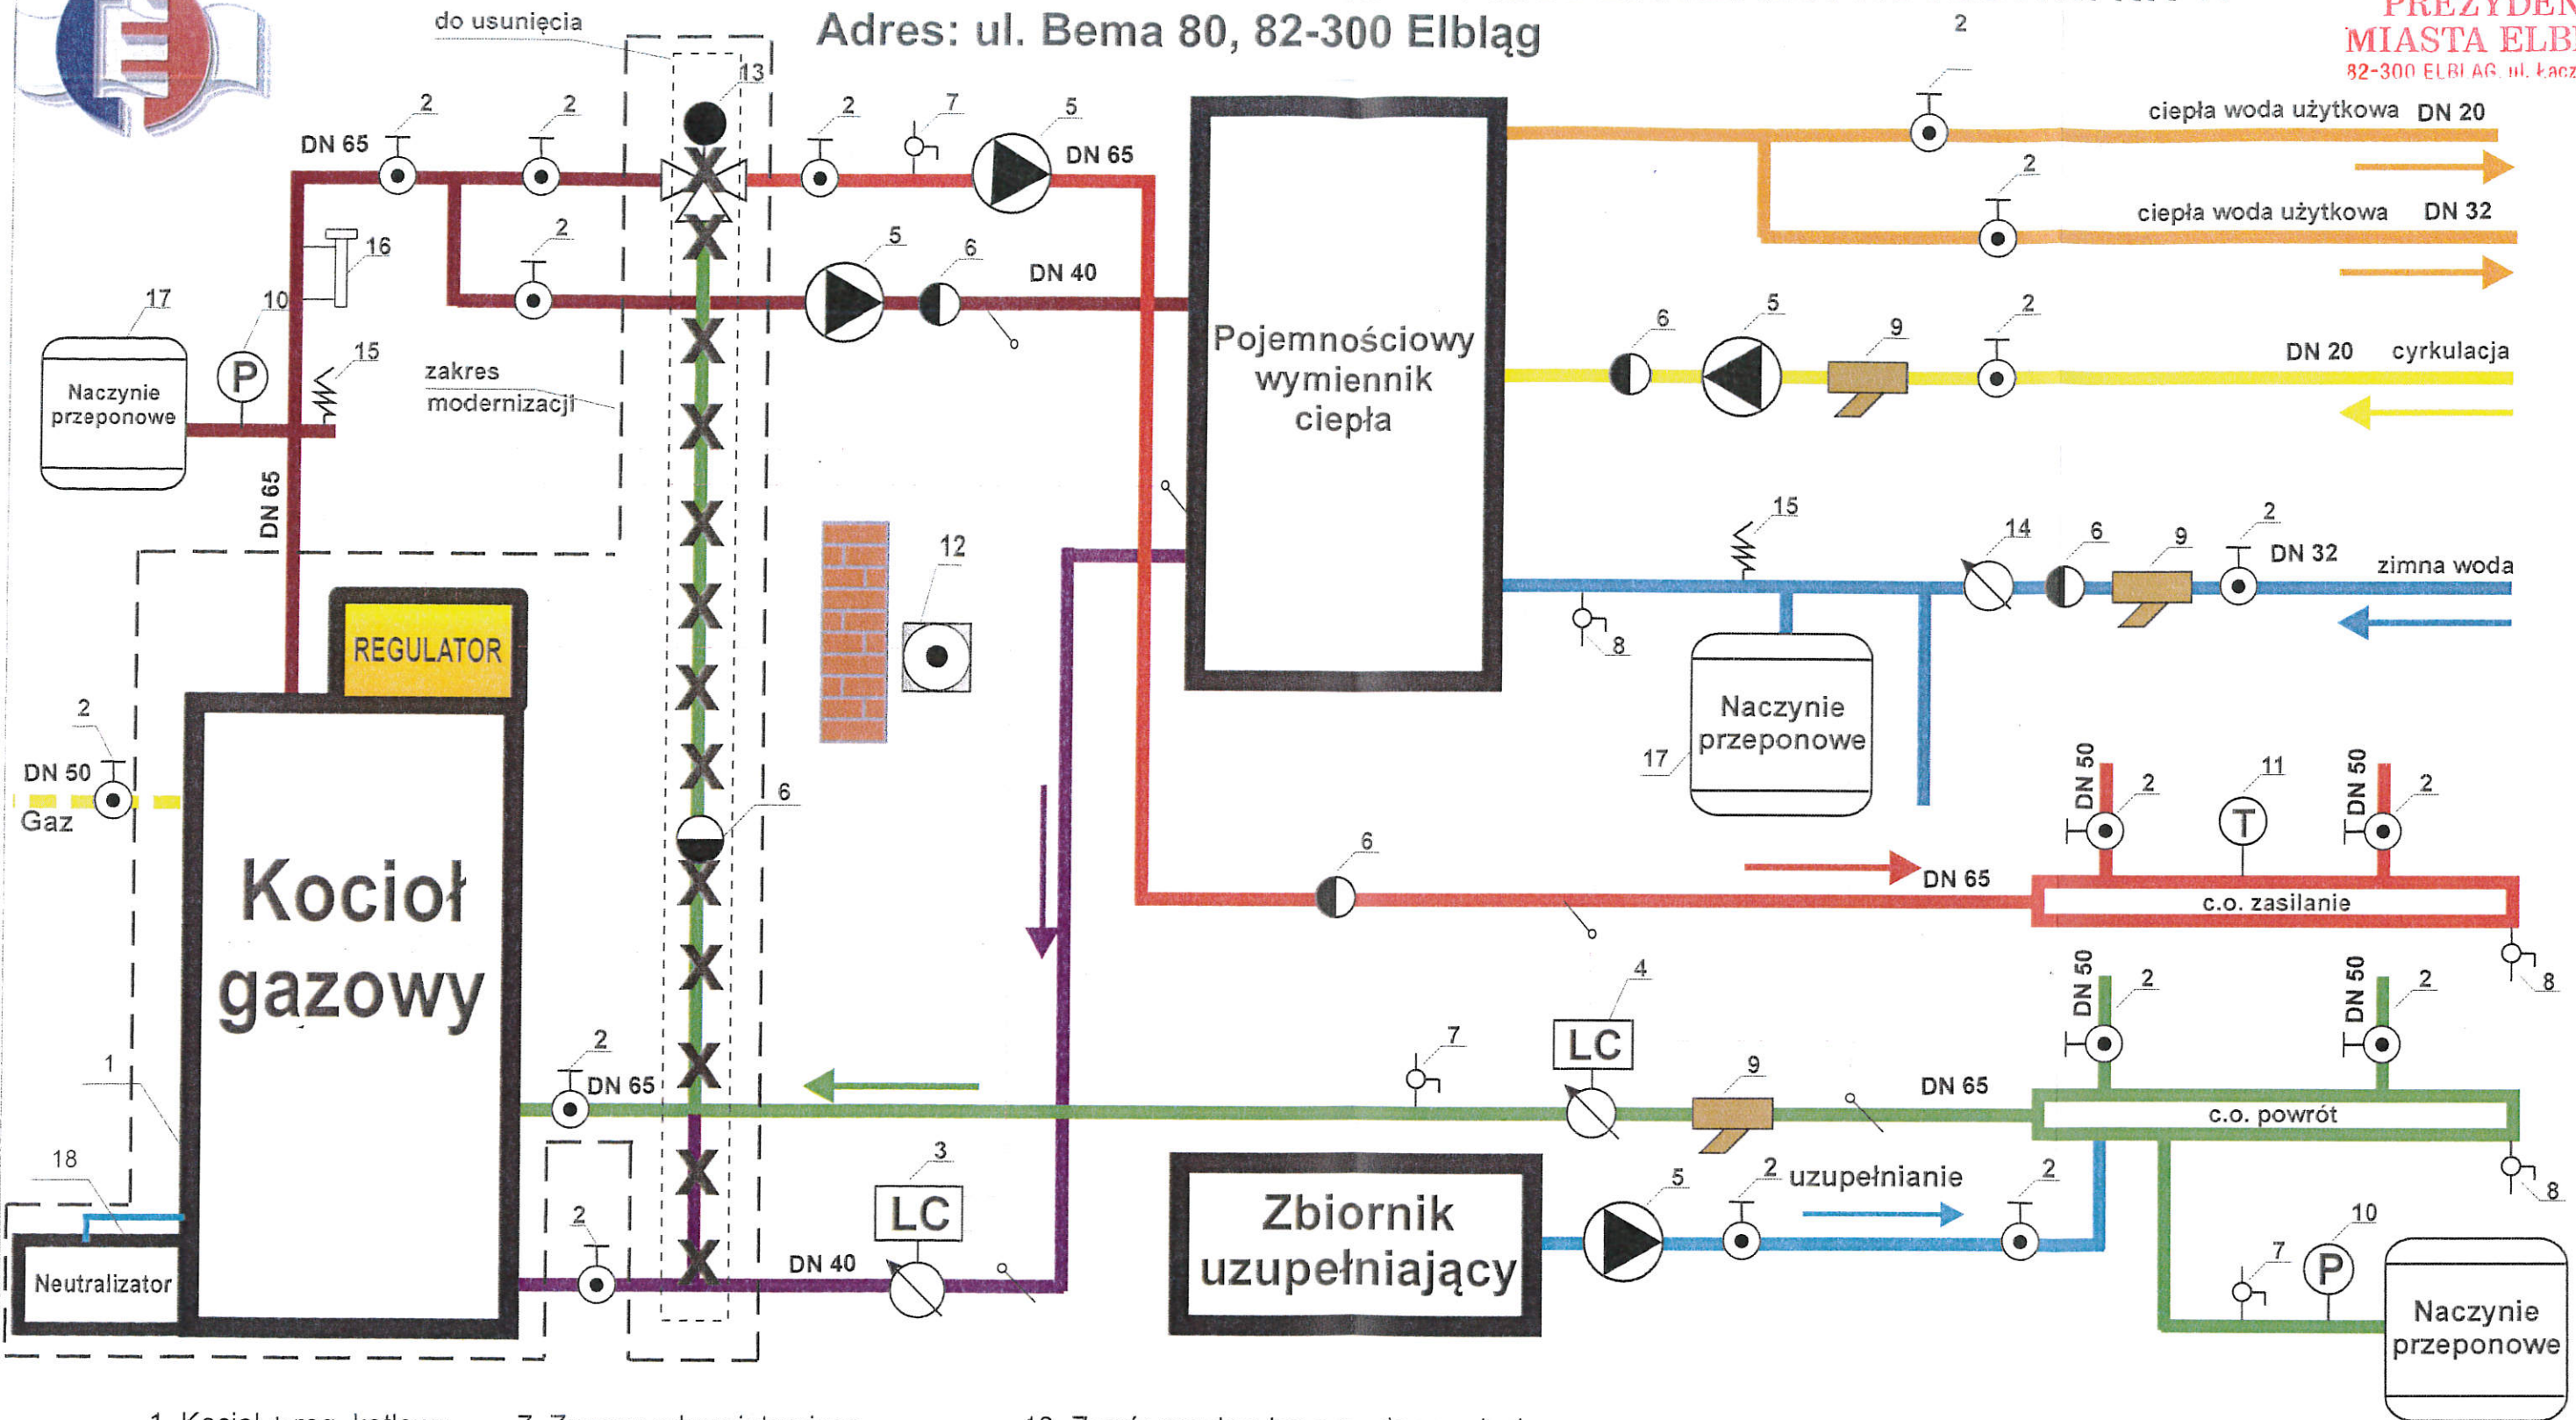 do usunięcia
Adres: ul. Bema 80, 82-300 Elbląg
MIASTA
82-300 ELBLĄG, ul.
2
13
2
2
2
7
5
DN 65
DN 65
ciepła woda użytkowa DN 20
2
ciepła woda użytkowa DN 32
16
2
5
6
DN 40
17
10
Naczynie
przeponowe
P
15
zakres
modernizacji
DN 65
Pojemnościowy
wymiennik
ciepła
6
5
9
2
DN 20 cyrkulacja
15
14
6
9
2
DN 32
zimna woda
8
12
REGULATOR
Naczynie
przeponowe
17
2
DN 50
Gaz
6
Kocioł
gazowy
DN 50
2
11
T
DN 50
2
6
DN 65
c.o. zasilanie
8
1
2
DN 65
7
4
LC
9
DN 65
DN 50
2
DN 50
2
c.o. powrót
8
18
Neutralizator
2
DN 40
3
LC
Zbiornik
uzupełniający
5
2
uzupełnianie
2
7
10
P
Naczynie
przeponowe